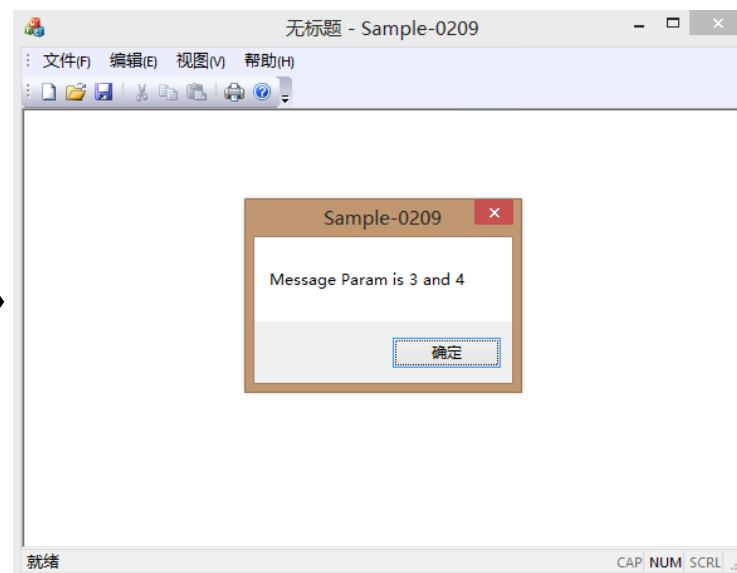 无标题 - Sample-0209
文件(F) 编辑(E) 视图(V) 帮助(H)
Sample-0209
Message Param is 3 and 4
确定
就绪 CAP NUM SCRL